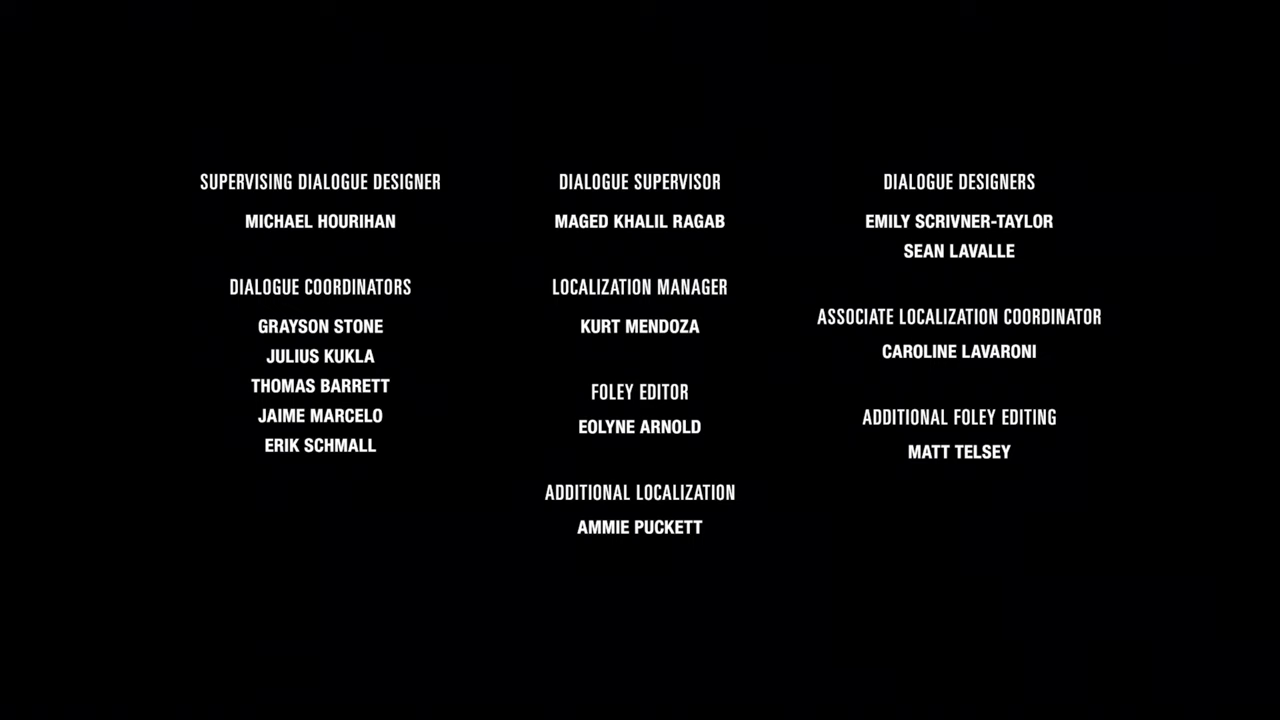 SUPERVISING DIALOGUE DESIGNER
MICHAEL HOURIHAN
DIALOGUE COORDINATORS
GRAYSON STONE
JULIUS KUKLA
THOMAS BARRETT
JAIME MARCELO
ERIK SCHMALL
DIALOGUE SUPERVISOR
MAGED KHALIL RAGAB
LOCALIZATION MANAGER
KURT MENDOZA
FOLEY EDITOR
EOLYNE ARNOLD
ADDITIONAL LOCALIZATION
AMMIE PUCKETT
DIALOGUE DESIGNERS
EMILY SCRIVNER-TAYLOR
SEAN LAVALLE
ASSOCIATE LOCALIZATION COORDINATOR
CAROLINE LAVARONI
ADDITIONAL FOLEY EDITING
MATT TELSEY